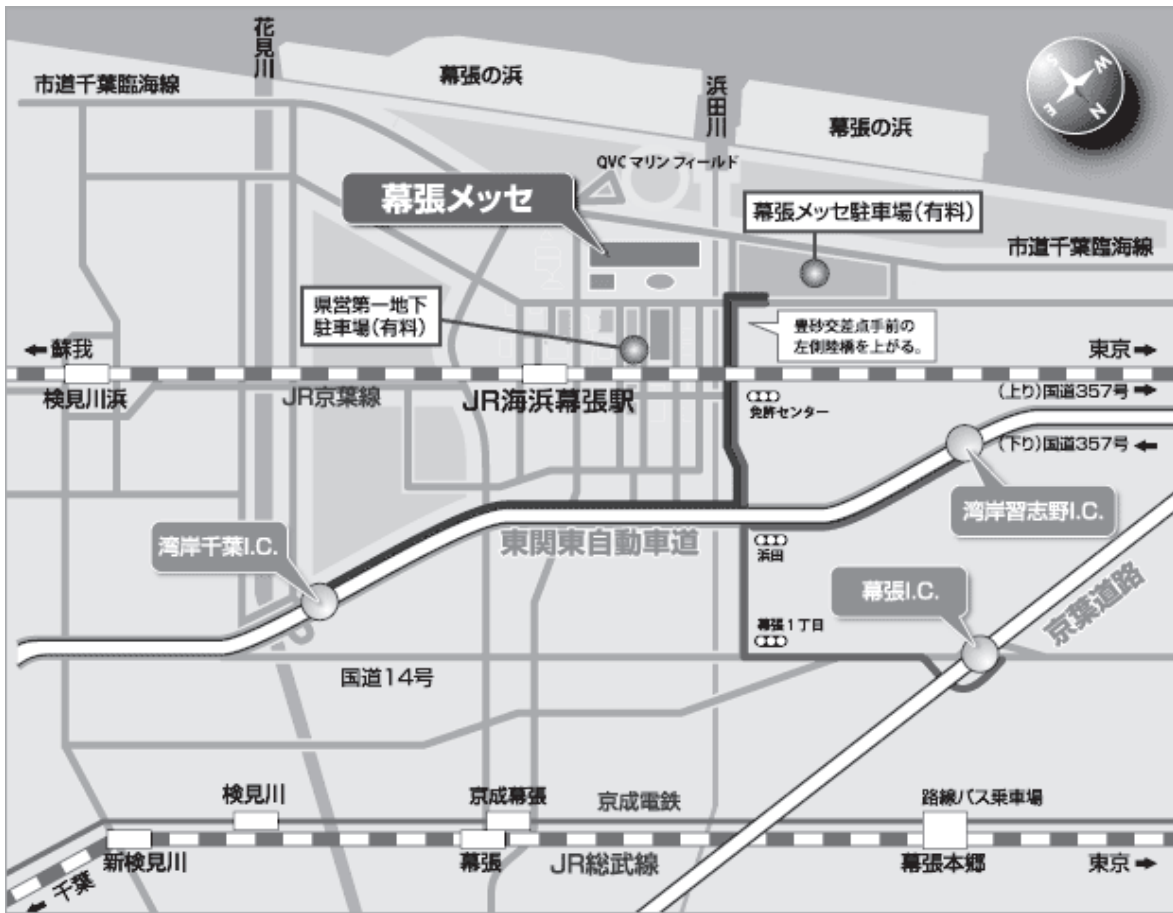 花見川
市道千葉臨海線
幕張の浜
浜田川
幕張の浜
S
W
E
N
QVC マリン フィールド
幕張メッセ
幕張メッセ駐車場(有料)
市道千葉臨海線
県営第一地下
駐車場(有料)
豊砂交差点手前の
左側陸橋を上がる。
← 蘇我
東京 →
検見川浜
JR京葉線
JR海浜幕張駅
免許センター
(上り)国道357号 →
(下り)国道357号 ←
湾岸習志野I.C.
湾岸千葉I.C.
東関東自動車道
浜田
幕張I.C.
京葉道路
幕張1丁目
国道14号
検見川
京成幕張
京成電鉄
路線バス乗車場
新検見川
幕張
JR総武線
幕張本郷
東京 →
← 千葉